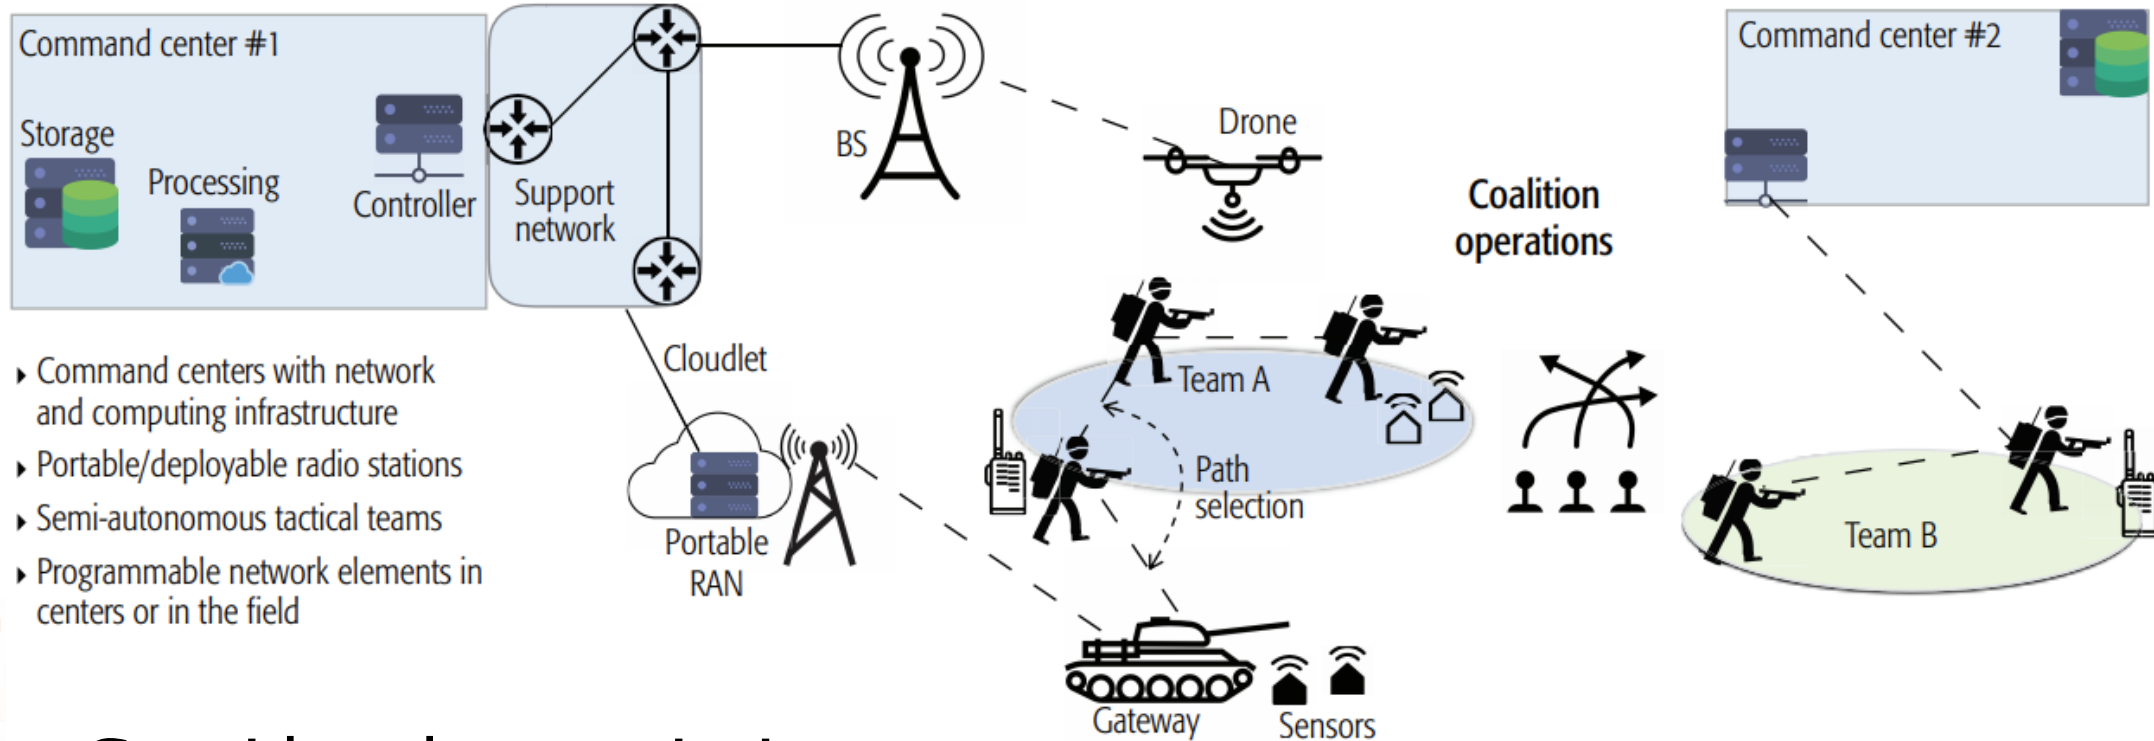 Command center #1
Storage
Processing
Controller
Support
network
BS
Drone
Coalition
operations
Command center #2
▸ Command centers with network
and computing infrastructure
▸ Portable/deployable radio stations
▸ Semi-autonomous tactical teams
▸ Programmable network elements in
centers or in the field
Cloudlet
Portable
RAN
Team A
Path
selection
Team B
Gateway
Sensors